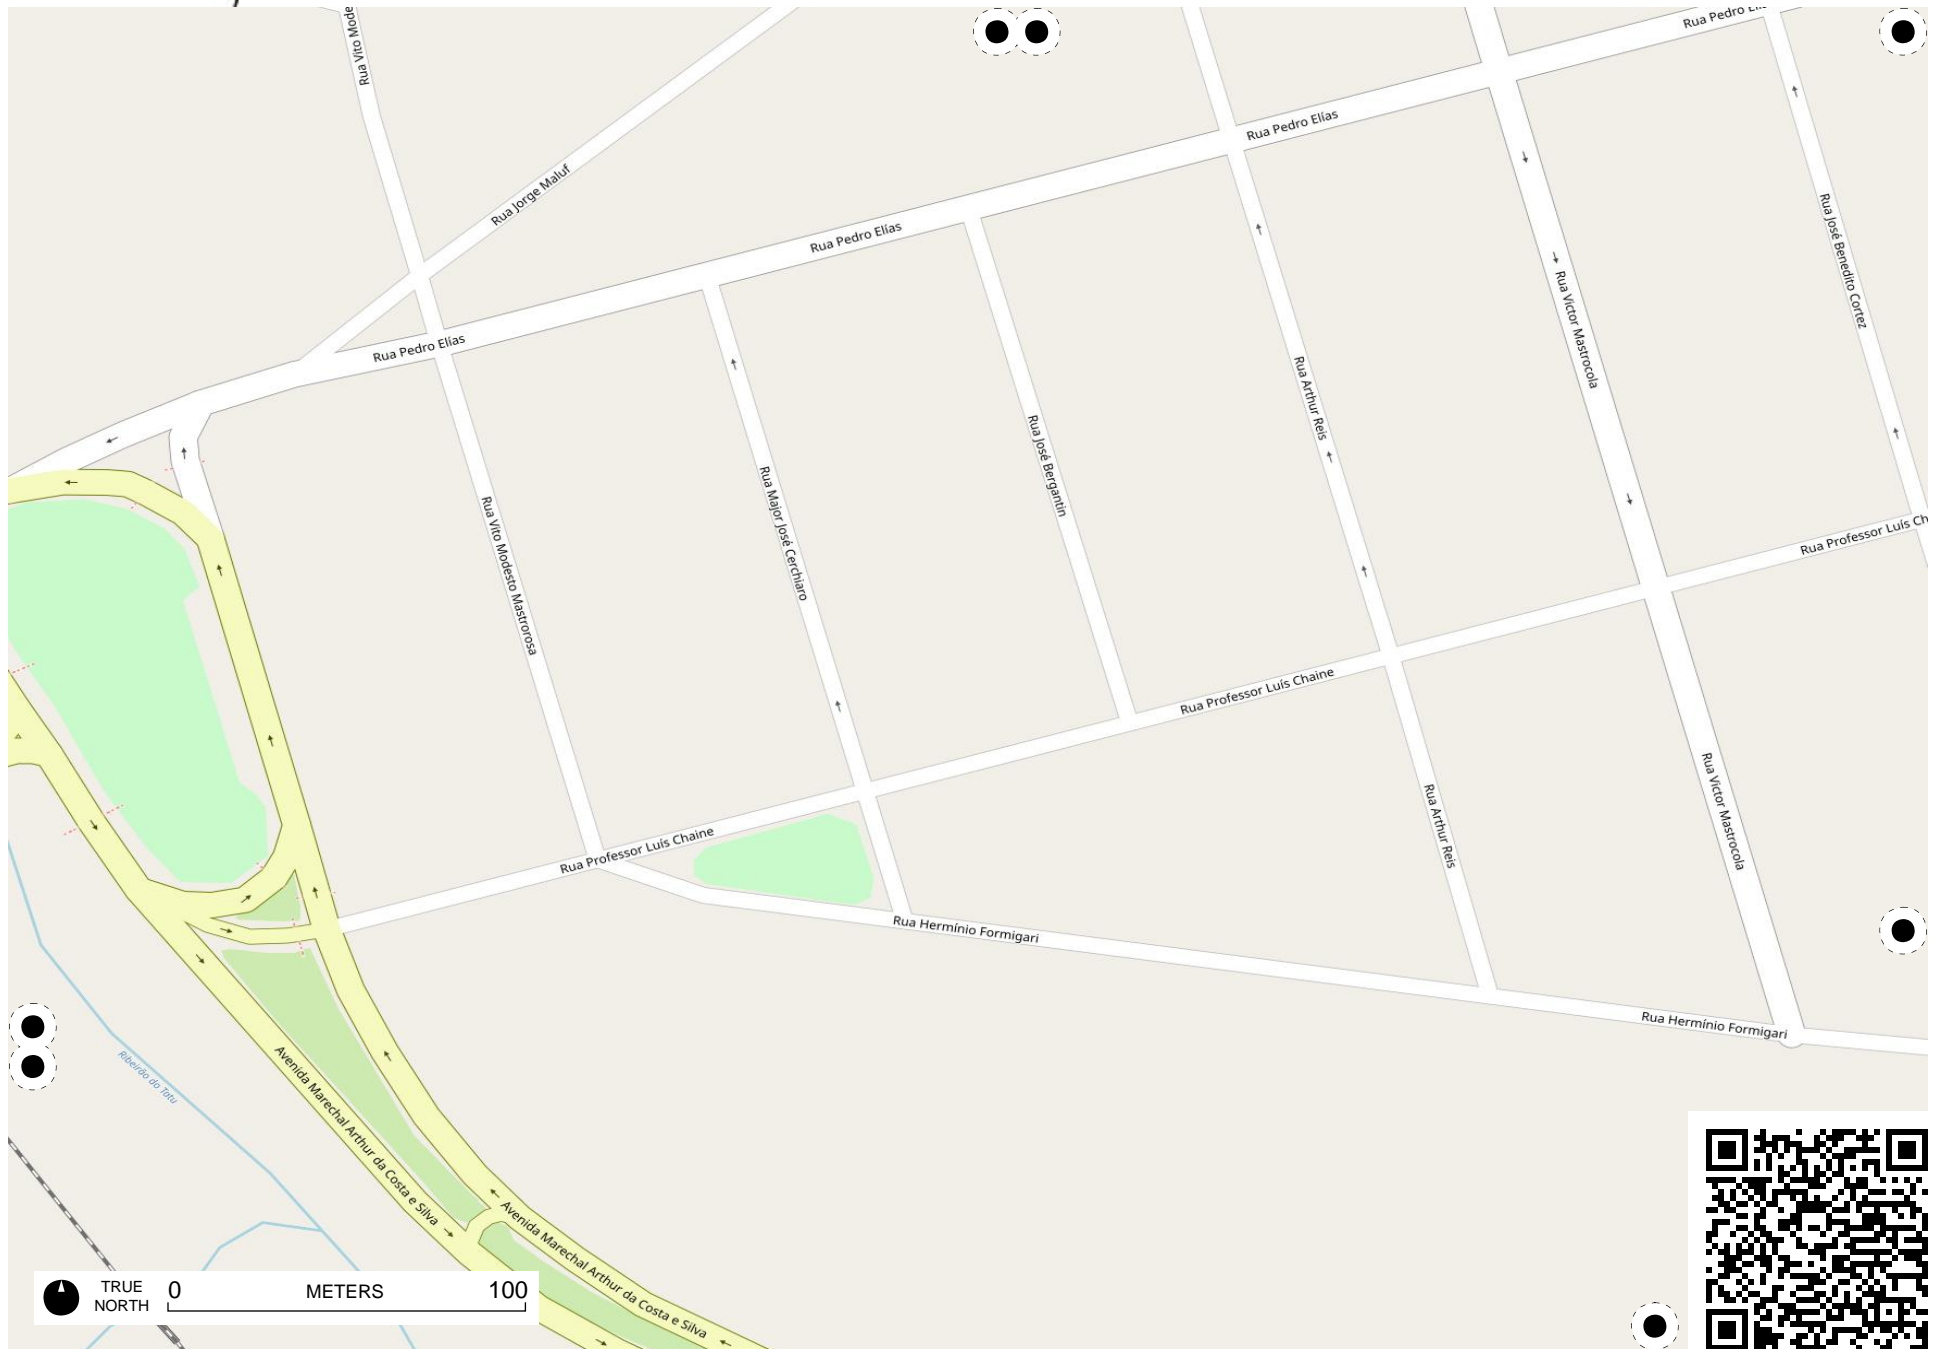 Rua Vito Mode
Rua Pedro Elí
Rua Pedro Elías
Rua Jorge Maluf
Rua José Benedito Cortez
Rua Pedro Elías
Rua Victor Mastrocola
Rua Pedro Elías
Rua Arthur Reis
Rua José Bergantin
Rua Major José Cerchiaro
Rua Vito Modesto Mastrorosa
Rua Professor Luís Ch
Rua Professor Luís Chaine
Rua Victor Mastrocola
Rua Arthur Reis
Rua Professor Luís Chaine
Rua Hermínio Formigari
Rua Hermínio Formigari
Ribeirão do Tatu
Avenida Marechal Arthur da Costa e Silva
Avenida Marechal Arthur da Costa e Silva
TRUE
NORTH
0 METERS 100